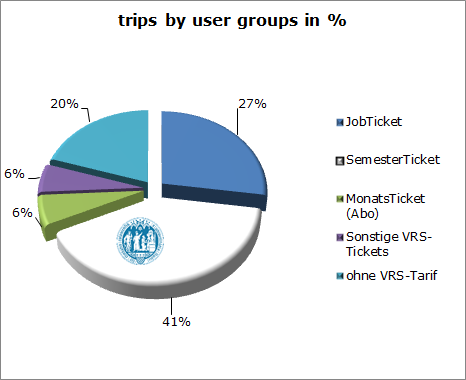 trips by user groups in %
20%
27%
6%
6%
41%
JobTicket
SemesterTicket
MonatsTicket
(Abo)
Sonstige VRS-
Tickets
ohne VRS-Tarif